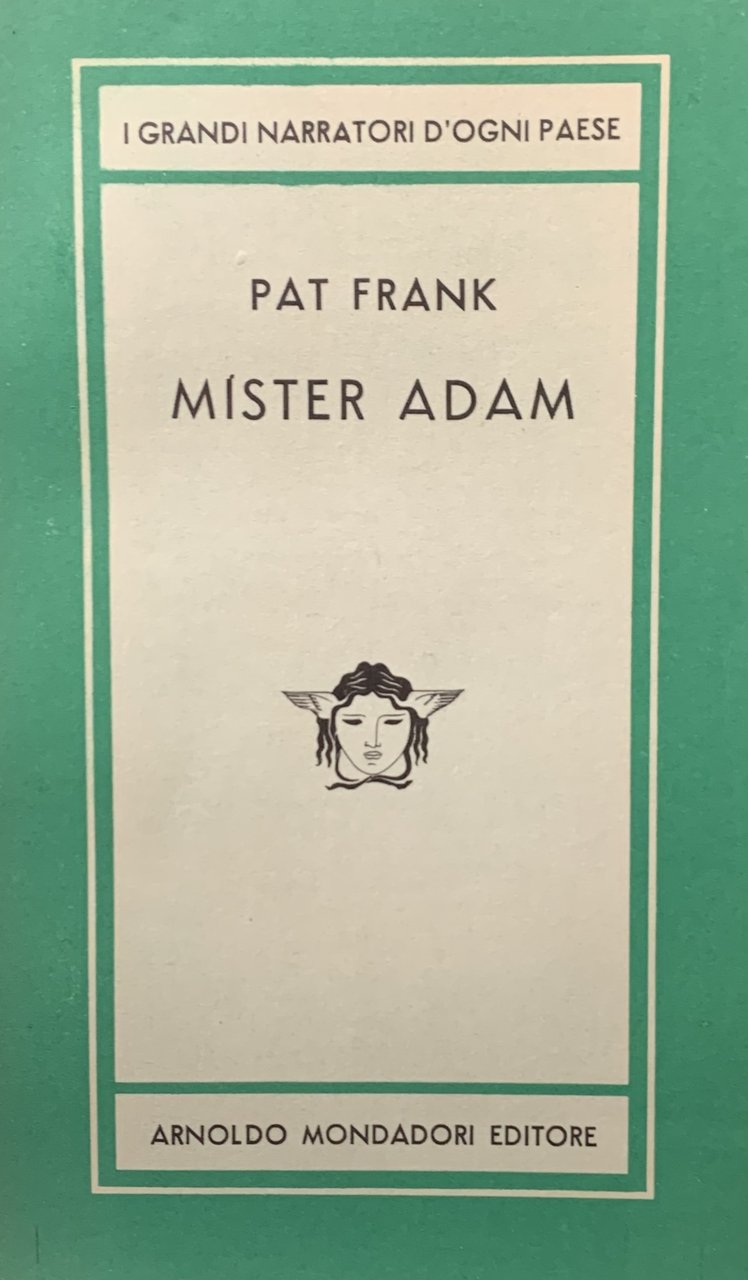 I GRANDI NARRATORI D'OGNI PAESE
PAT FRANK
MÍSTER ADAM
ARNOLDO MONDADORI EDITORE